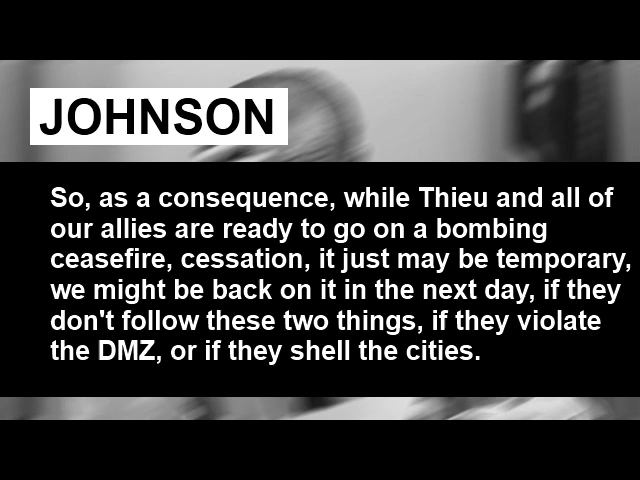 JOHNSON
So, as a consequence, while Thieu and all of
our allies are ready to go on a bombing
ceasefire, cessation, it just may be temporary,
we might be back on it in the next day, if they
don't follow these two things, if they violate
the DMZ, or if they shell the cities.